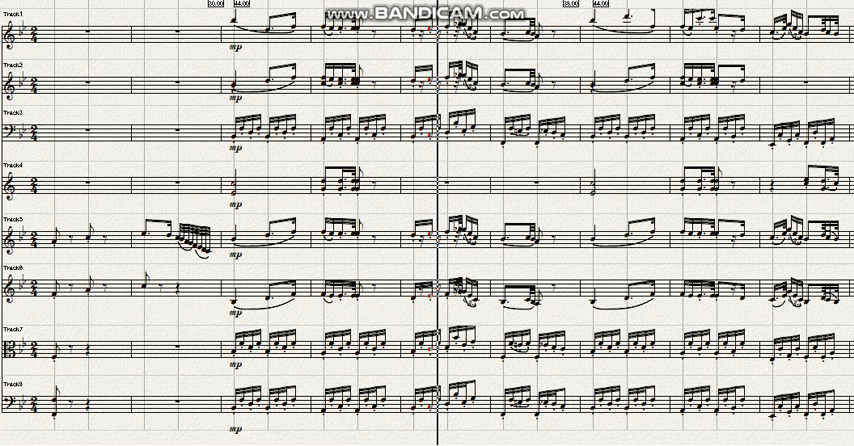 30.00 44.00 38.00 44.00
www.BANDICAM.com
Track1
mp
Track2
mp
Track3
mp
Track4
mp
Track5
mp
Track6
mp
Track7
Track8
mp